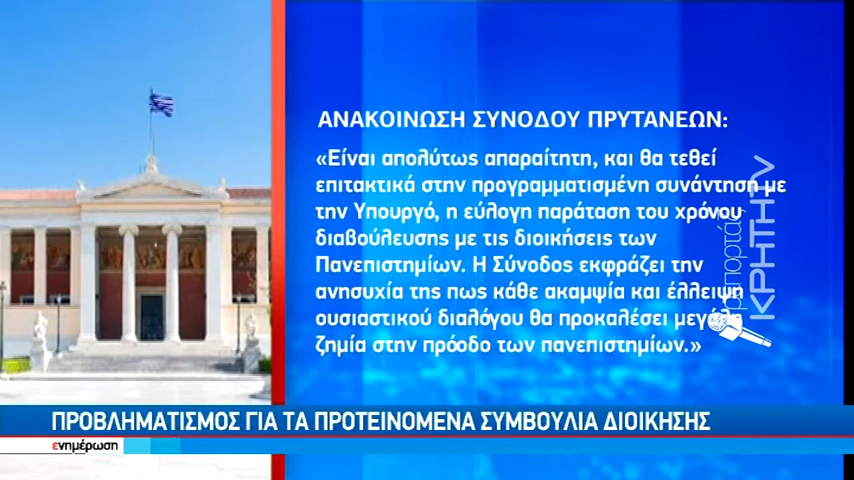 ΑΝΑΚΟΙΝΩΣΗ ΣΥΝΟΔΟΥ ΠΡΥΤΑΝΕΩΝ:
«Είναι απολύτως απαραίτητη, και θα τεθεί
επιτακτικά στην προγραμματισμένη συνάντηση με
την Υπουργό, η εύλογη παράταση του χρόνου
διαβούλευσης με τις διοικήσεις των
Πανεπιστημίων. Η Σύνοδος εκφράζει την
ανησυχία της πως κάθε ακαμψία και έλλειψη
ουσιαστικού διαλόγου θα προκαλέσει μεγάλη
ζημία στην πρόοδο των πανεπιστημίων.»
ρεπορτάζ
ΚΡΗΤΗTV
ΠΡΟΒΛΗΜΑΤΙΣΜΟΣ ΓΙΑ ΤΑ ΠΡΟΤΕΙΝΟΜΕΝΑ ΣΥΜΒΟΥΛΙΑ ΔΙΟΙΚΗΣΗΣ
ενημέρωση